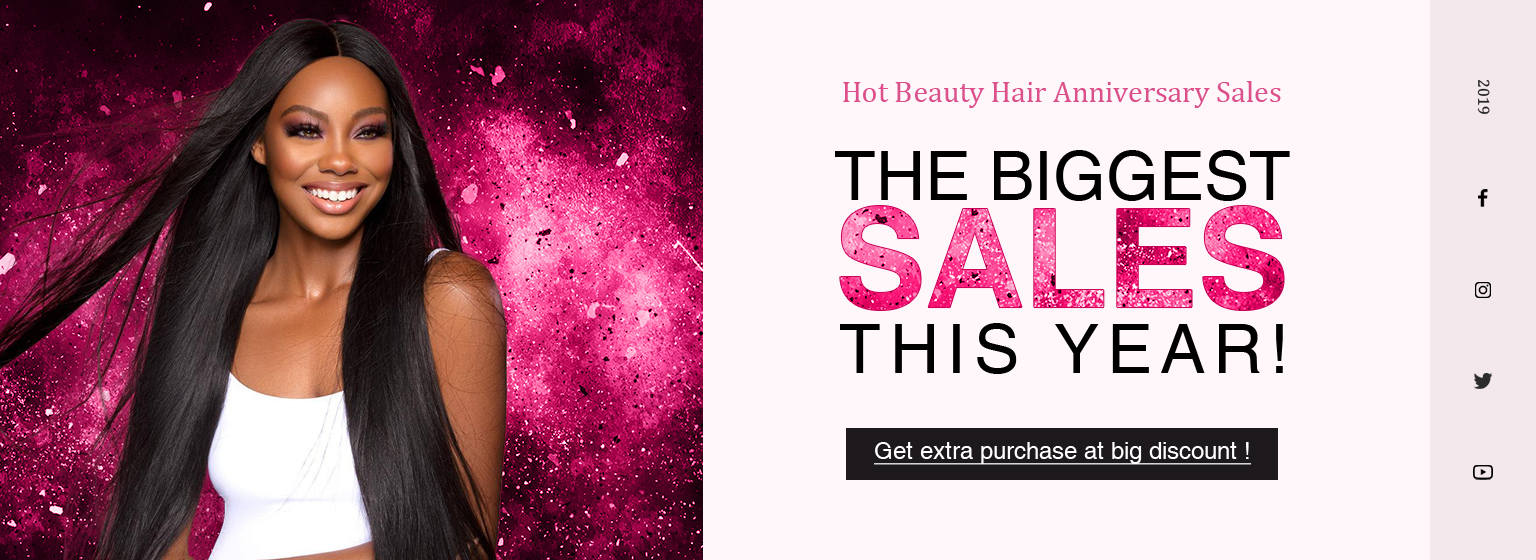 Hot Beauty Hair Anniversary Sales
THE BIGGEST
SALES
THIS YEAR!
Get extra purchase at big discount !
2019